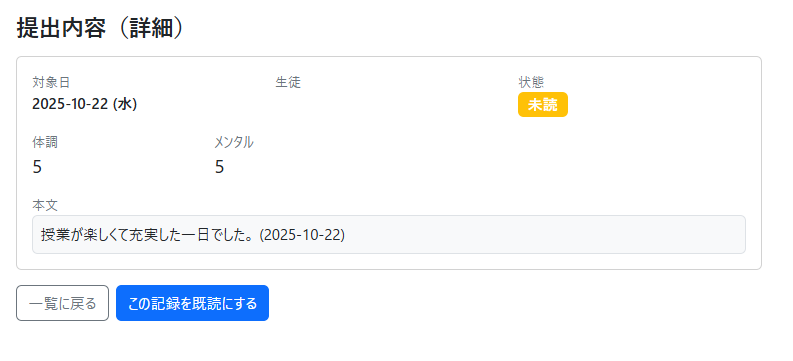 提出内容（詳細）
対象日 生徒 状態
2025-10-22 (水) 未読
体調 メンタル
5 5
本文
授業が楽しくて充実した一日でした。(2025-10-22)
一覧に戻る この記録を既読にする